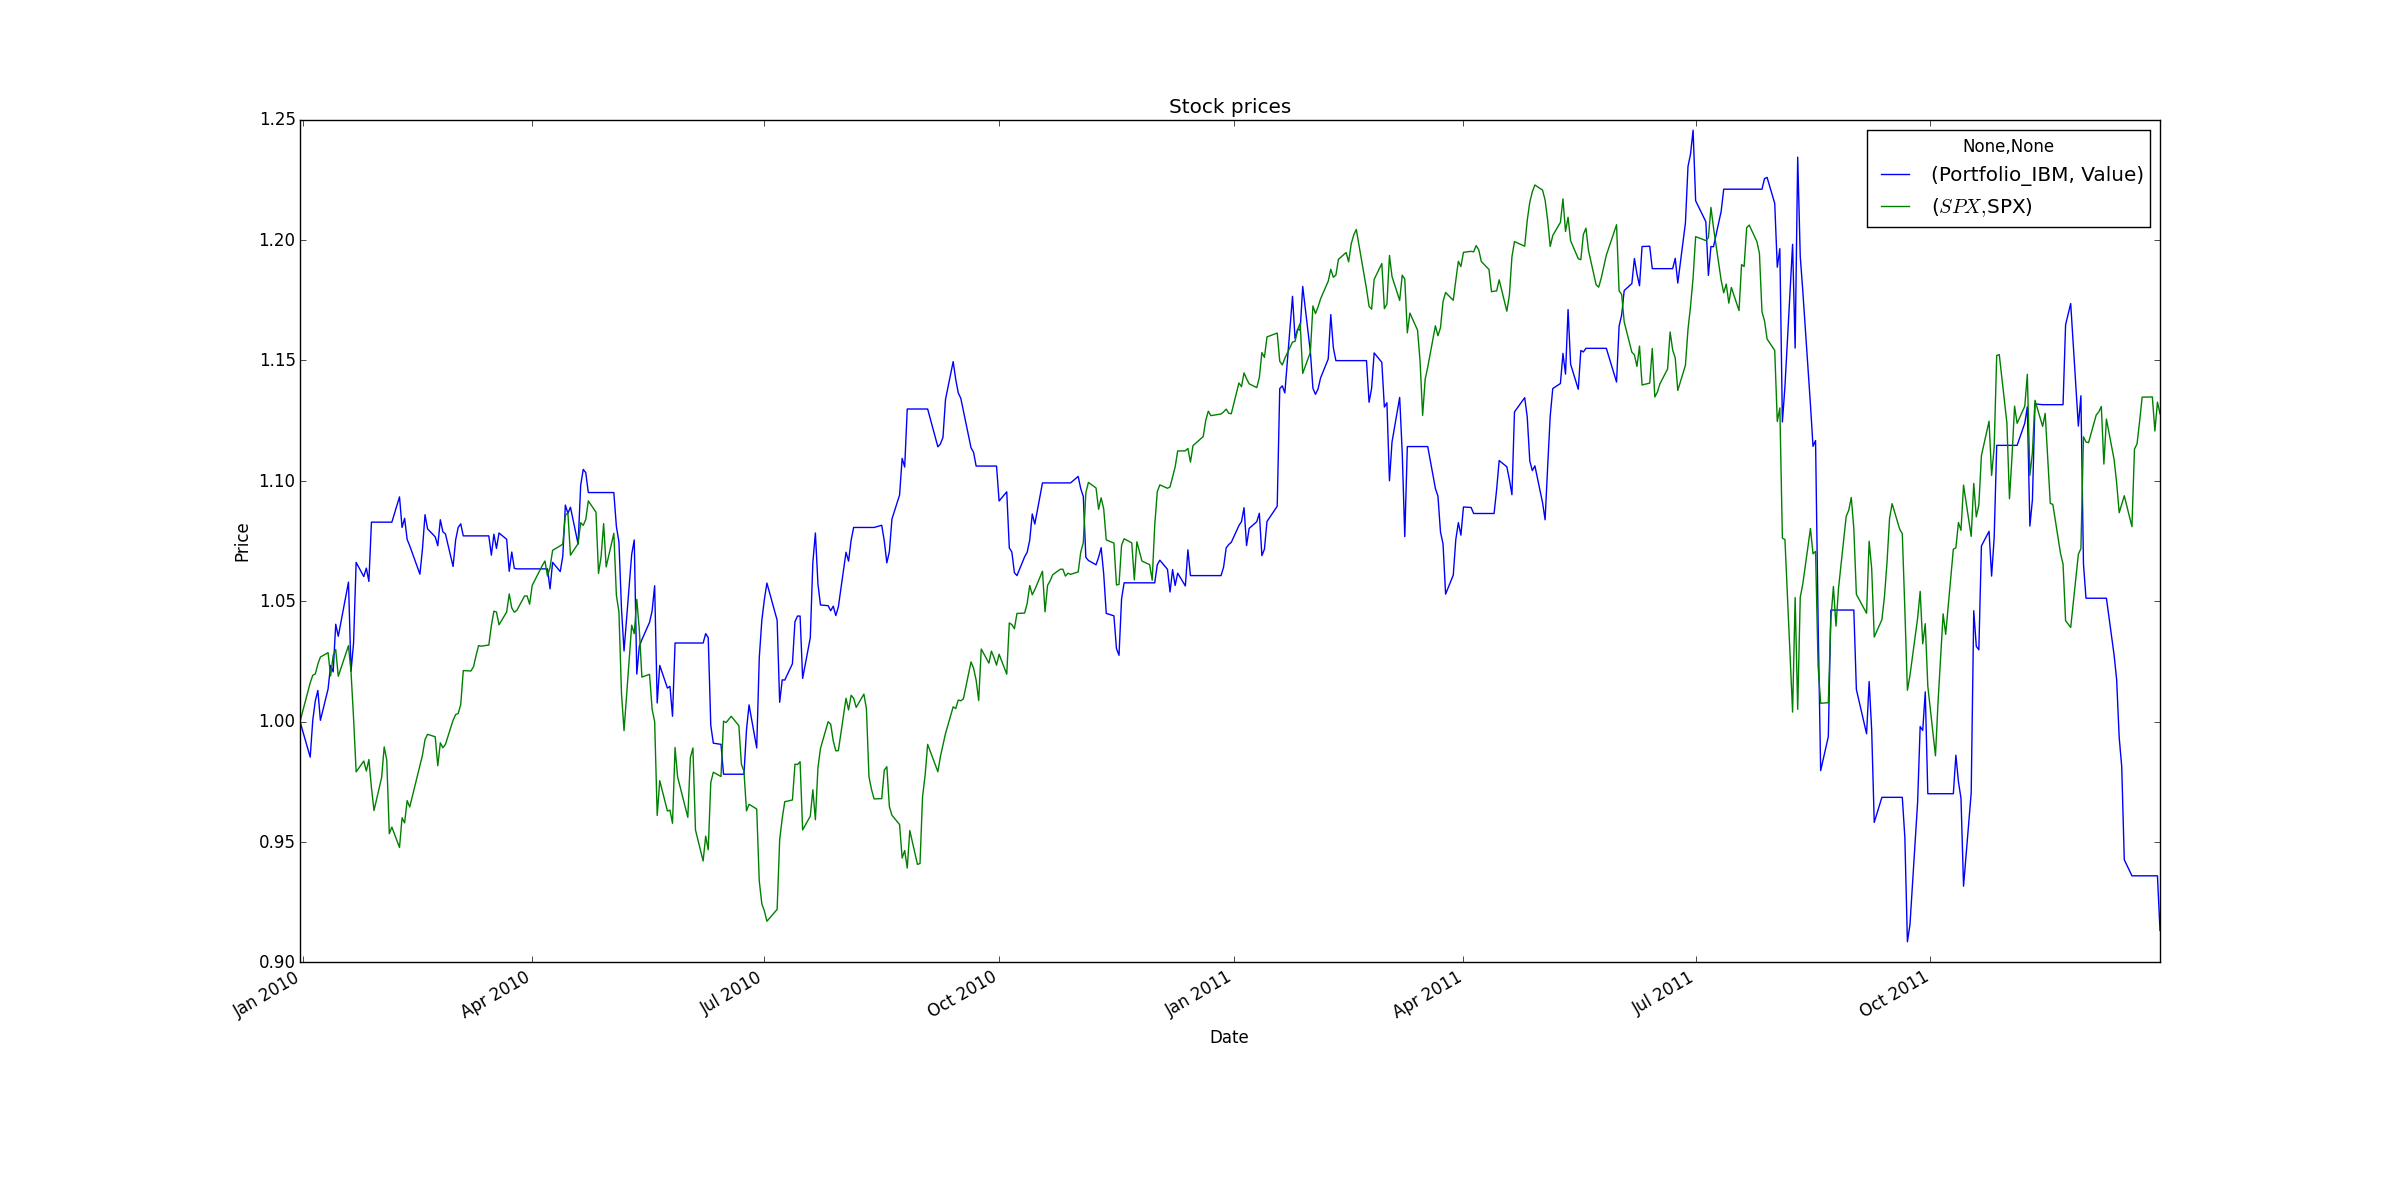 Stock prices
1.25
1.20
1.15
1.10
1.05
1.00
0.95
0.90
Price
None,None
(Portfolio_IBM, Value)
(SPX,SPX)
Jan 2010
Apr 2010
Jul 2010
Oct 2010
Jan 2011
Apr 2011
Jul 2011
Oct 2011
Date